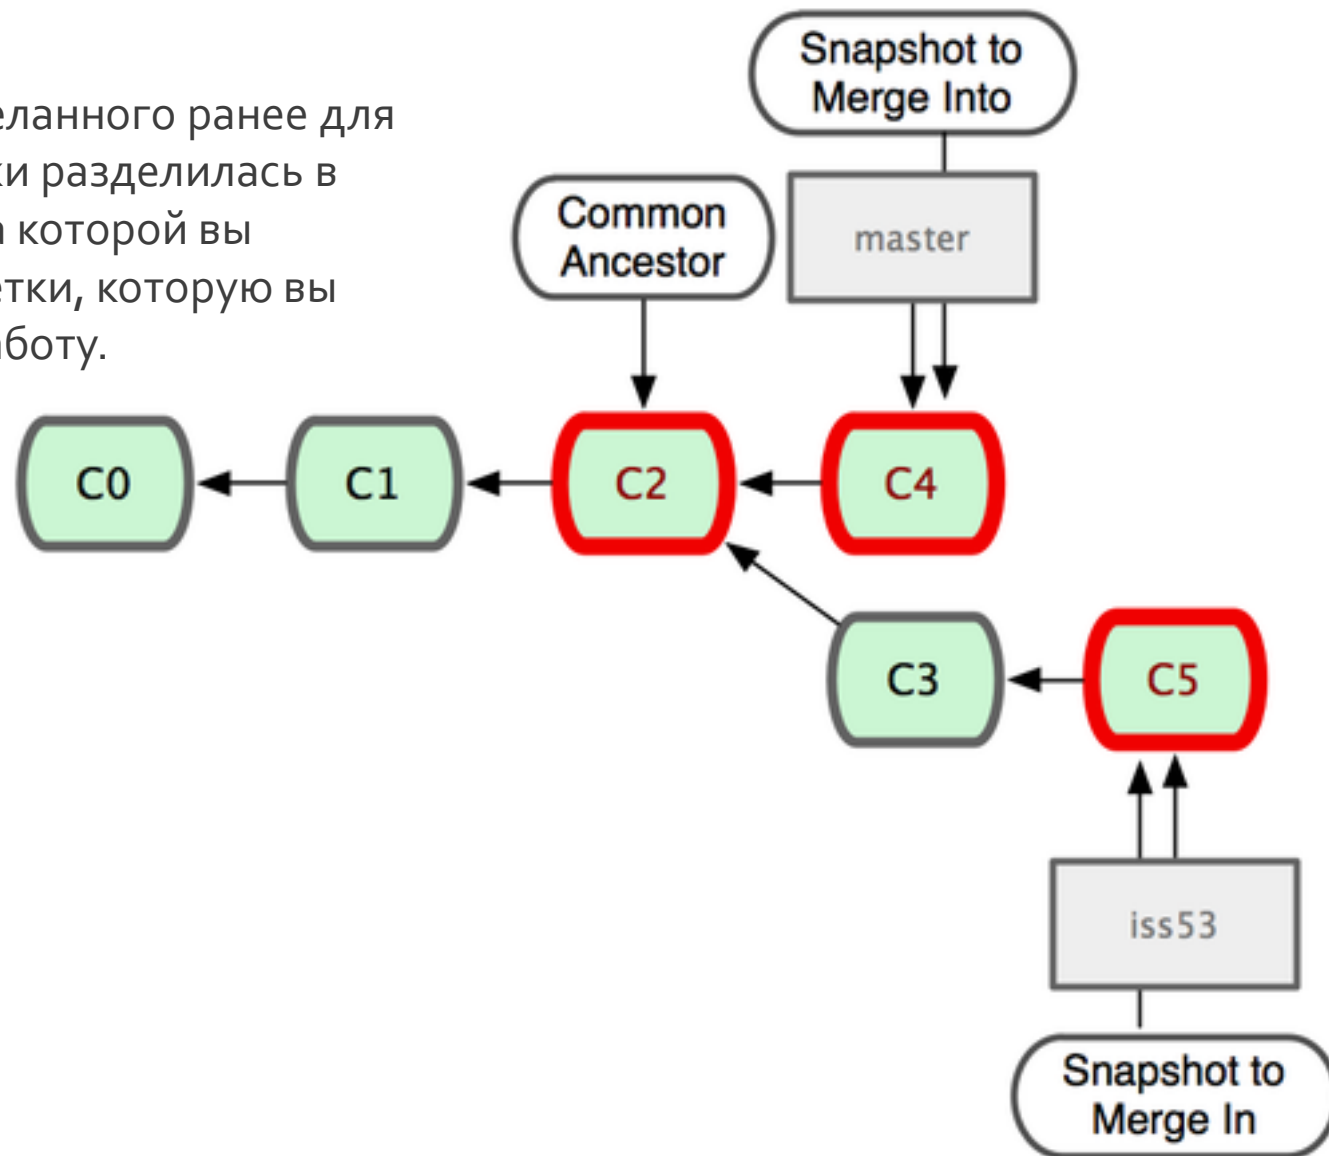 еланного ранее для
ки разделилась в
а которой вы
етки, которую вы
боту.
Snapshot to
Merge Into
Common
Ancestor
master
C0
C1
C2
C4
C3
C5
iss53
Snapshot to
Merge In